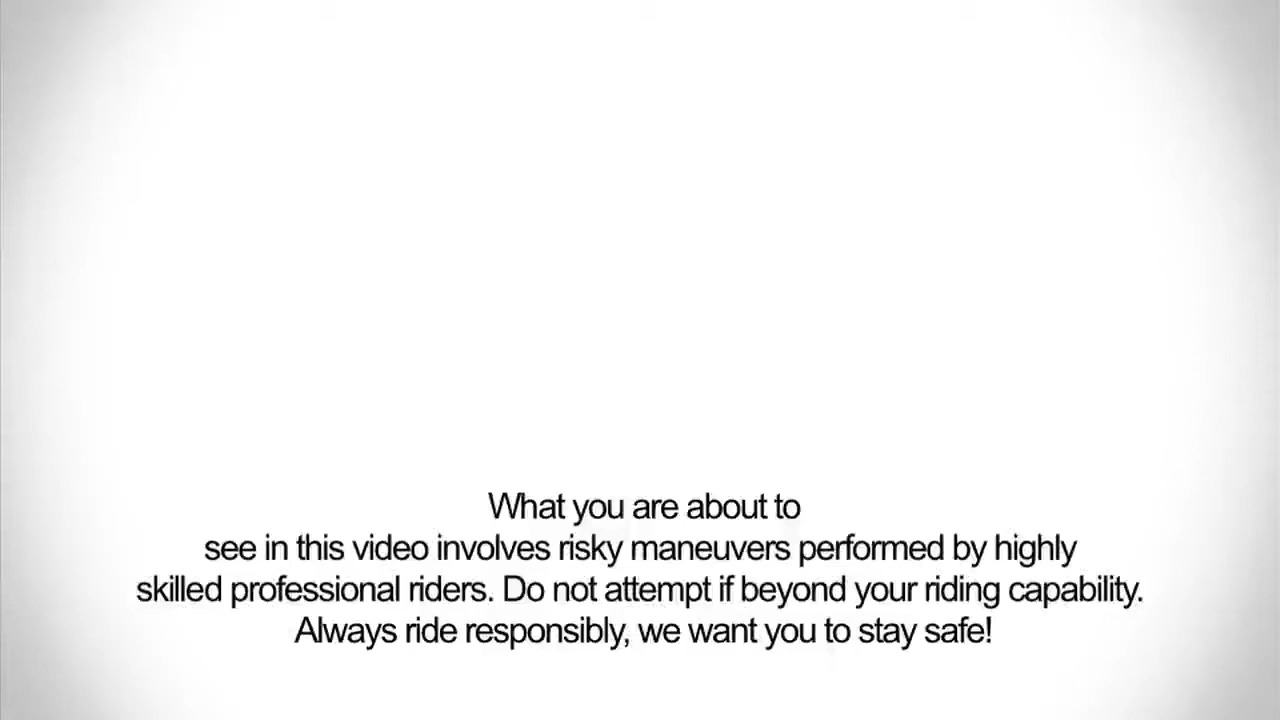 What you are about to
see in this video involves risky maneuvers performed by highly
skilled professional riders. Do not attempt if beyond your riding capability.
Always ride responsibly, we want you to stay safe!